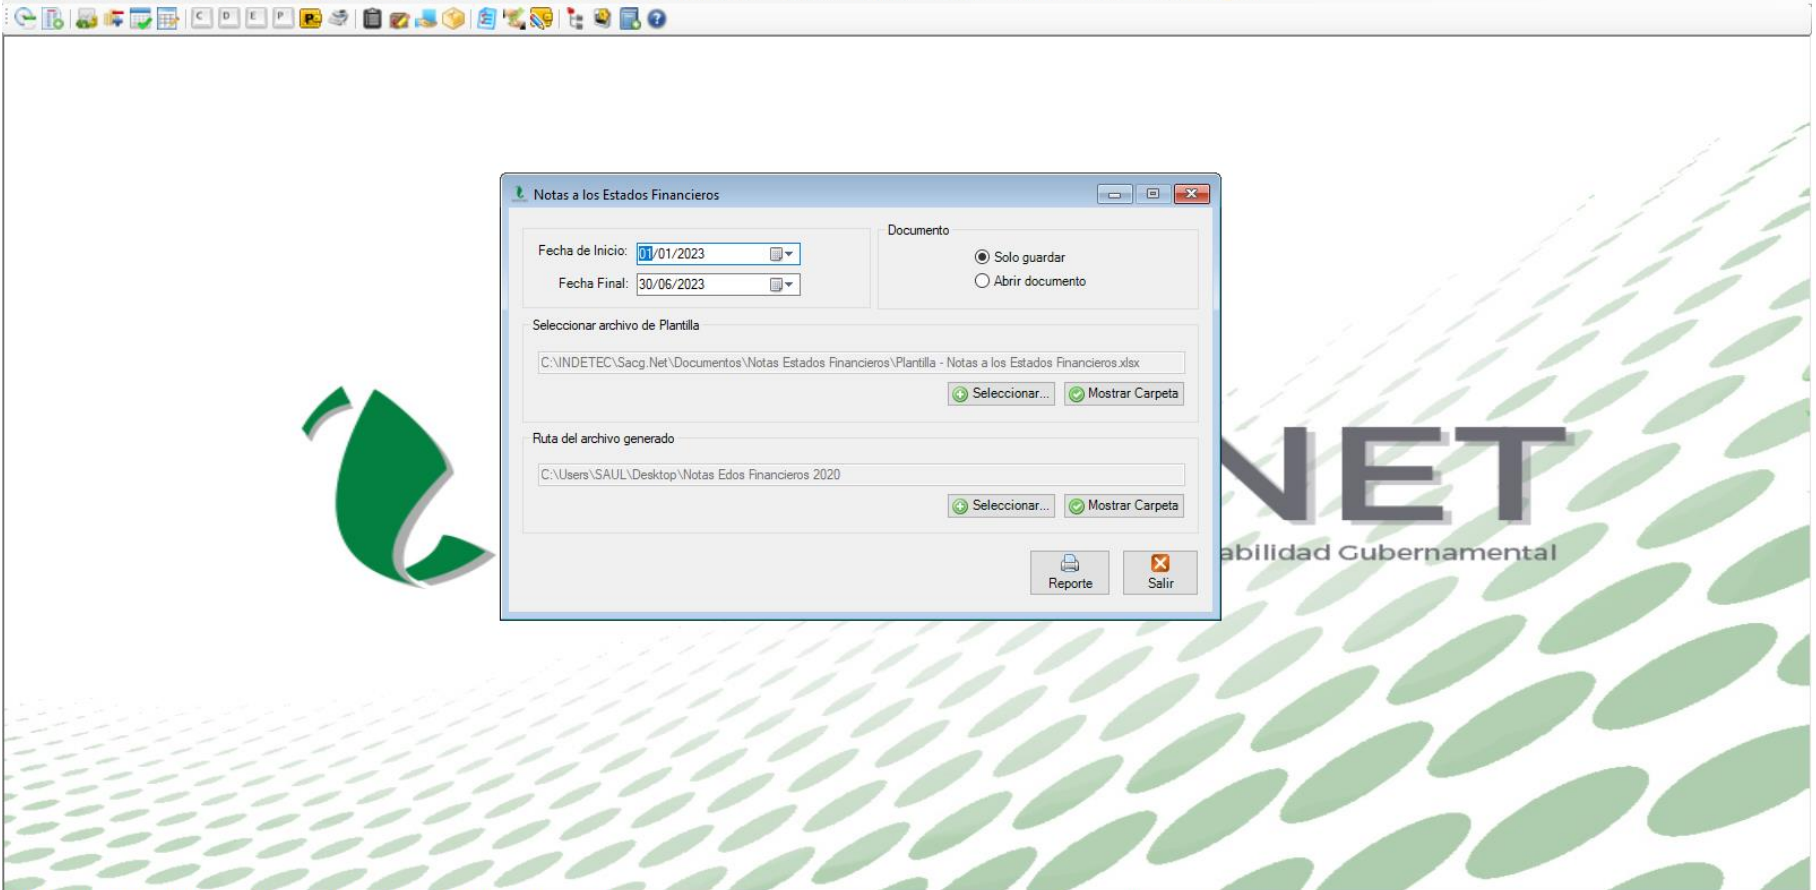 C D E P P
Notas a los Estados Financieros
Fecha de Inicio: 01/01/2023
Fecha Final: 30/06/2023
Documento
Solo guardar
Abrir documento
Seleccionar archivo de Plantilla
C:\INDETEC\Sacg.Net\Documentos\Notas Estados Financieros\Plantilla - Notas a los Estados Financieros.xlsx
Seleccionar... Mostrar Carpeta
Ruta del archivo generado
C:\Users\SAUL\Desktop\Notas Edos Financieros 2020
Seleccionar... Mostrar Carpeta
Reporte Salir
NET
abilidad Gubernamental